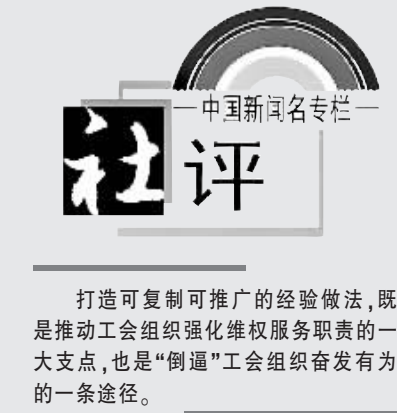 中国新闻名专栏
社评
打造可复制可推广的经验做法,既
是推动工会组织强化维权服务职责的一
大支点,也是“倒逼”工会组织奋发有为
的一条途径。